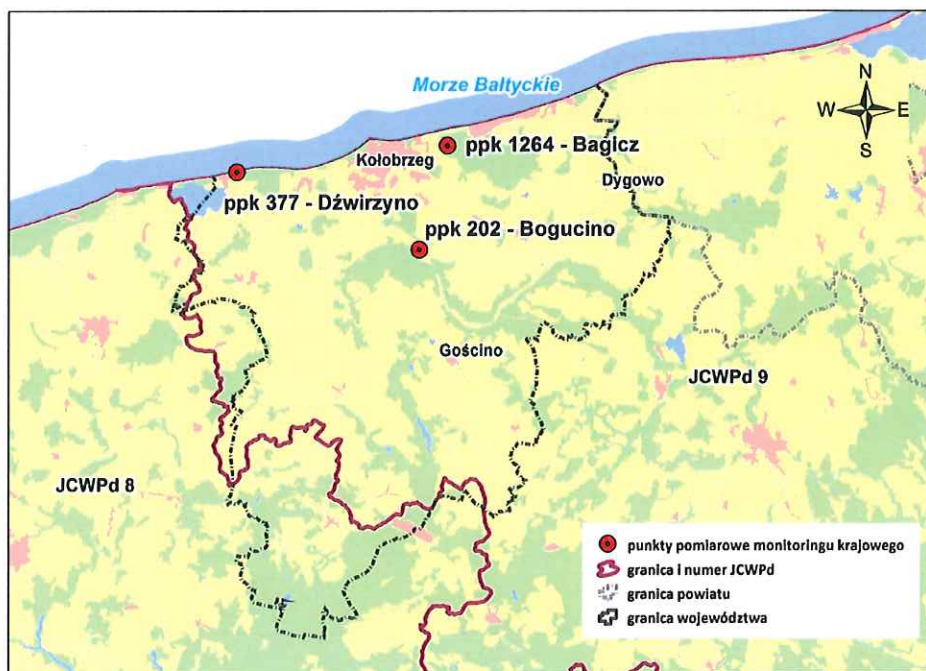 Morze Bałtyckie
N
W E
S
ppk 1264 - Bagicz
Kołobrzeg
Dygowo
ppk 377 - Dźwirzyno
ppk 202 - Bogucino
Gościno
JCWPd 9
JCWPd 8
punkty pomiarowe monitoringu krajowego
granica i numer JCWPd
granica powiatu
granica województwa